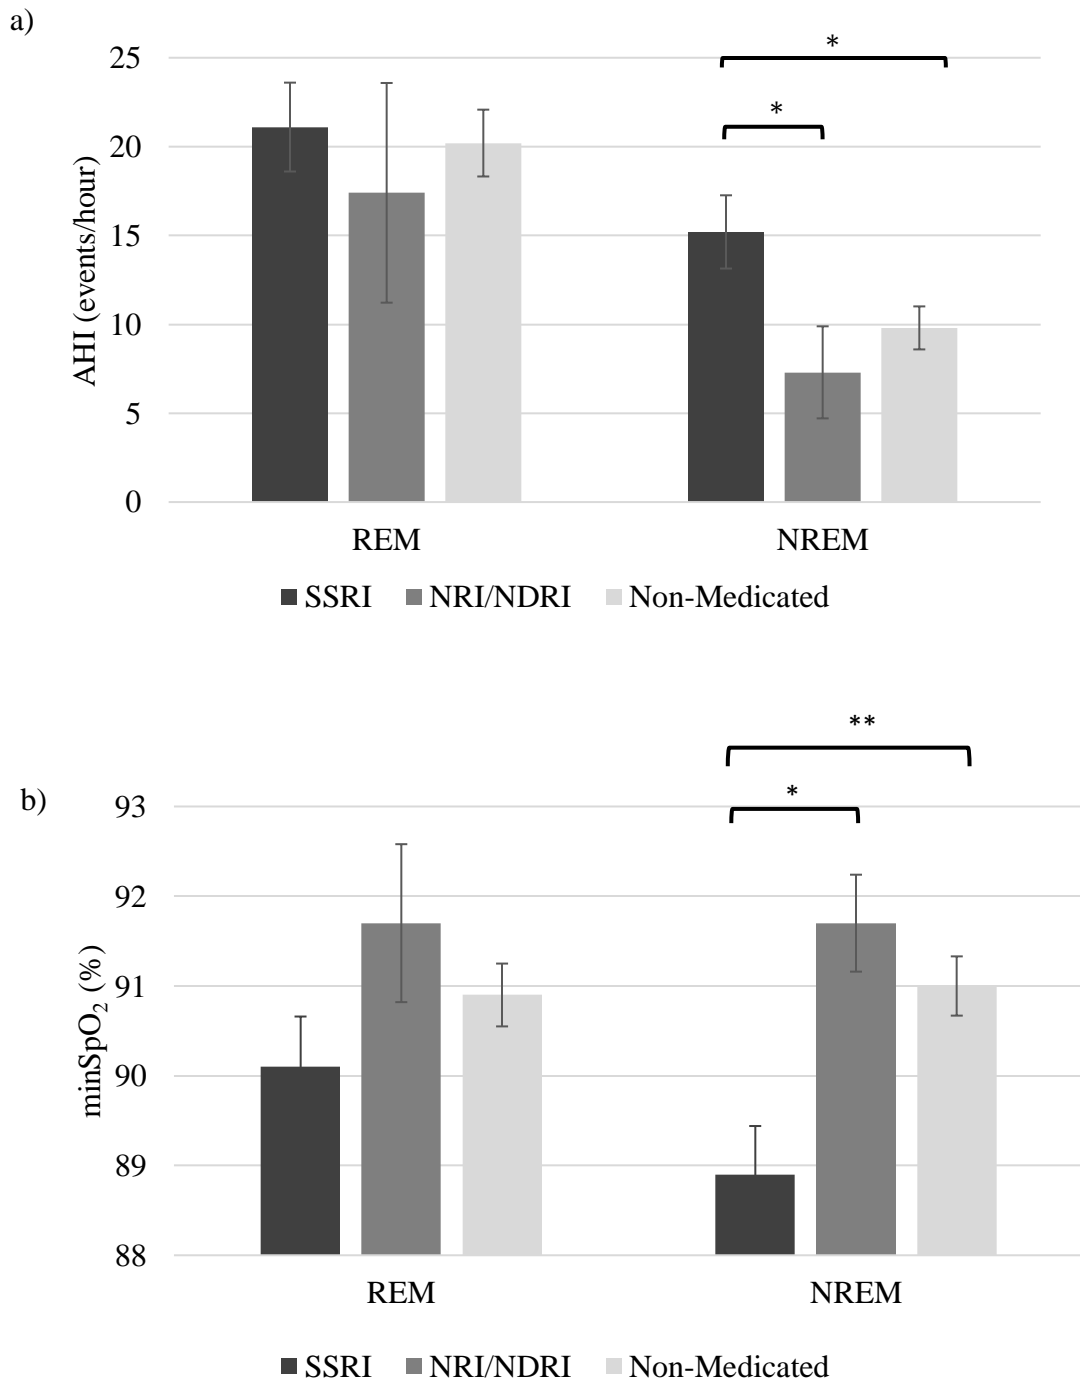 a)
*
*
25
20
15
10
5
0
AHI (events/hour)
REM
NREM
SSRI NRI/NDRI Non-Medicated
**
*
b)
93
92
91
90
89
88
minSpO₂ (%)
REM
NREM
SSRI NRI/NDRI Non-Medicated